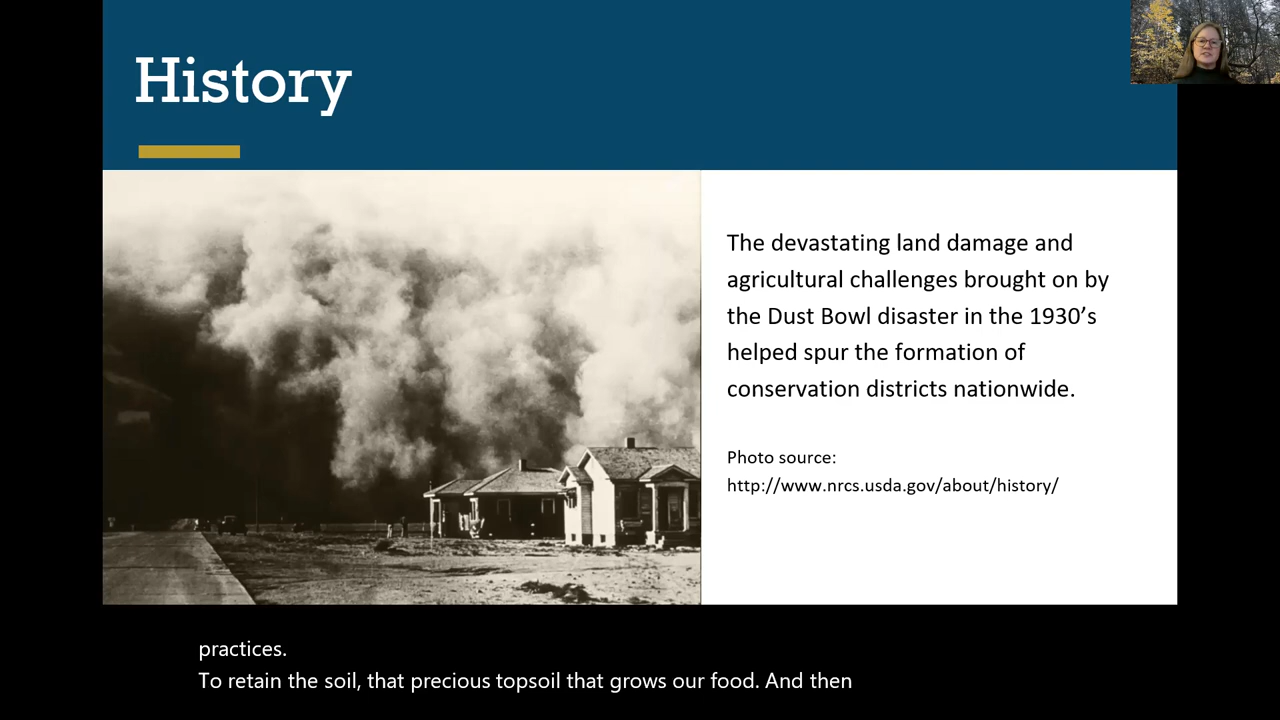 History
The devastating land damage and
agricultural challenges brought on by
the Dust Bowl disaster in the 1930’s
helped spur the formation of
conservation districts nationwide.
Photo source:
http://www.nrcs.usda.gov/about/history/
practices.
To retain the soil, that precious topsoil that grows our food. And then